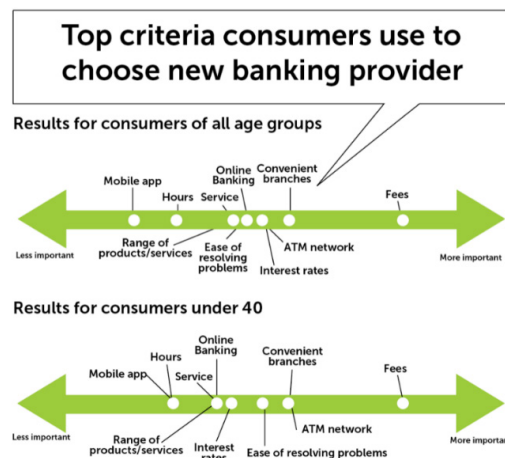 Top criteria consumers use to
choose new banking provider
Results for consumers of all age groups
Mobile app
Hours
Service
Online
Banking
Convenient
branches
Fees
Less important
Range of
products/services
Ease of
resolving
problems
Interest rates
ATM network
More important
Results for consumers under 40
Mobile app
Hours
Service
Online
Banking
Convenient
branches
Fees
Less important
Range of
products/services
Interest
rates
Ease of resolving problems
ATM network
More importan